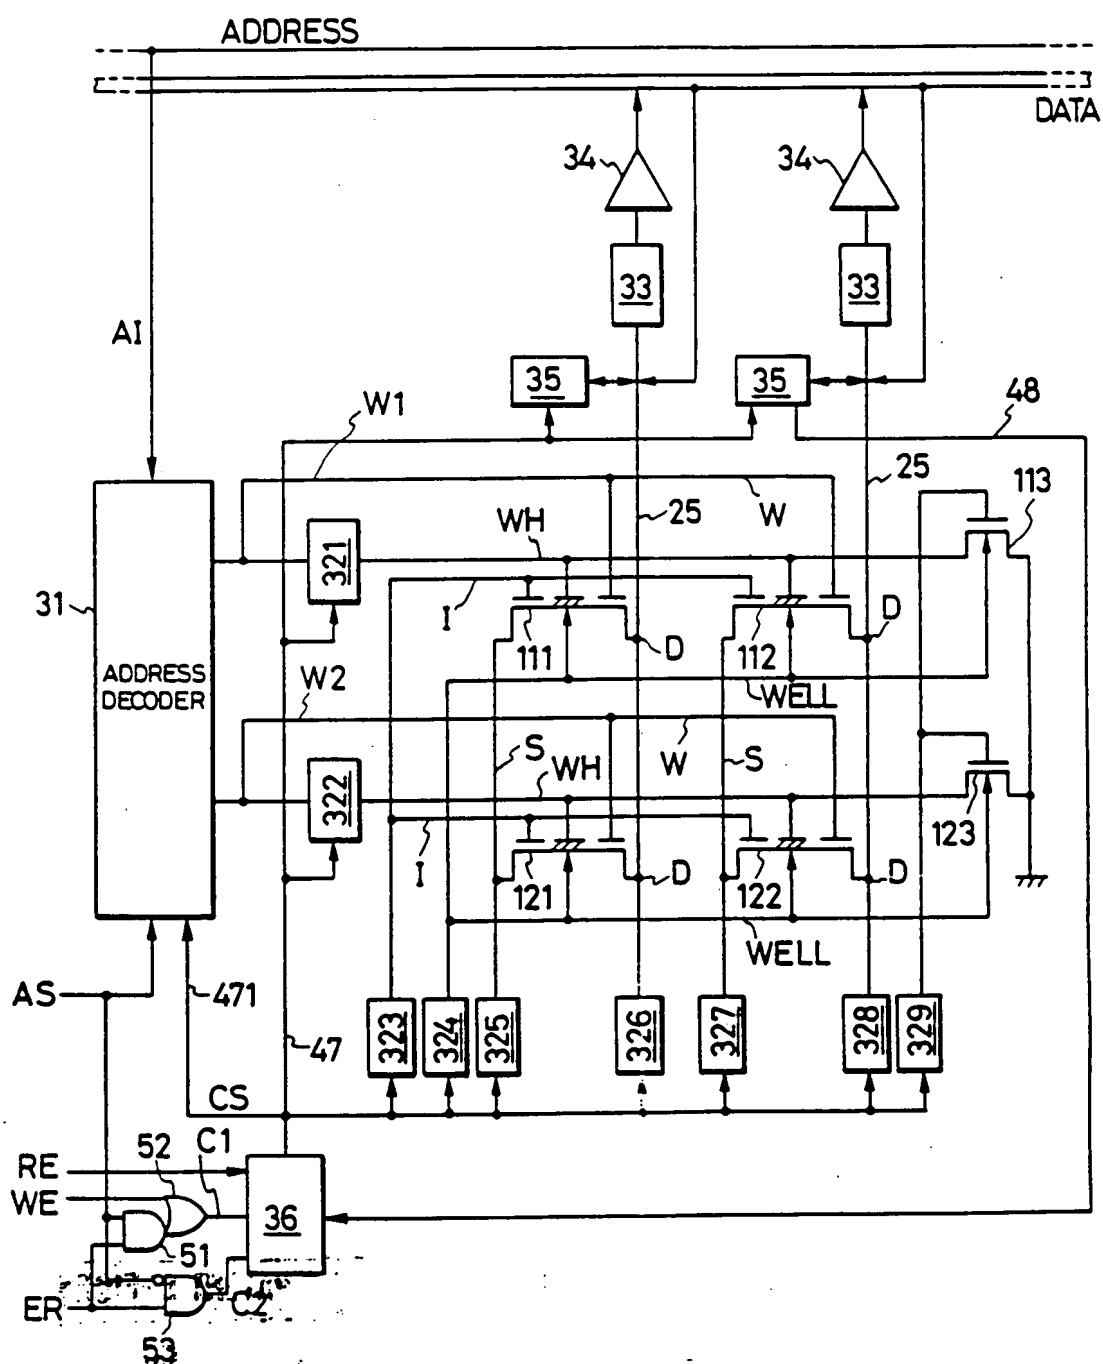 ADDRESS
DATA
34
34
33
33
AI
35
35
48
W1
25
113
W
25
WH
321
31
I
111
D
112
D
ADDRESS
DECODER
W2
WELL
S
W
S
WH
322
123
I
121
D
122
D
WELL
AS
471
323
324
325
326
327
328
329
47
CS
52
C1
RE
WE
36
51
ER
C2
53